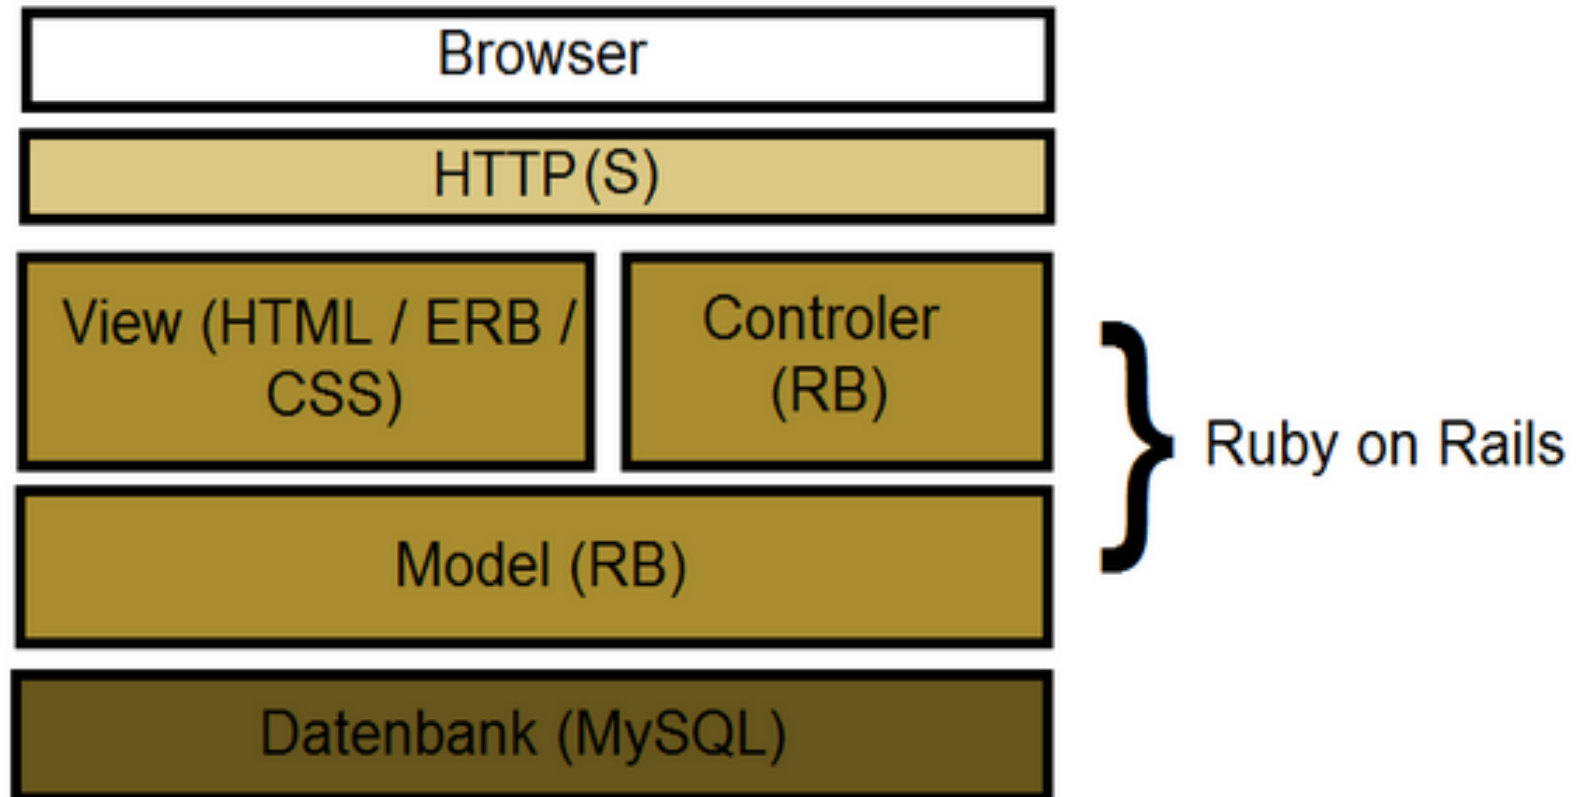 Browser
HTTP(S)
View (HTML / ERB /
CSS)
Controler
(RB)
Ruby on Rails
Model (RB)
Datenbank (MySQL)